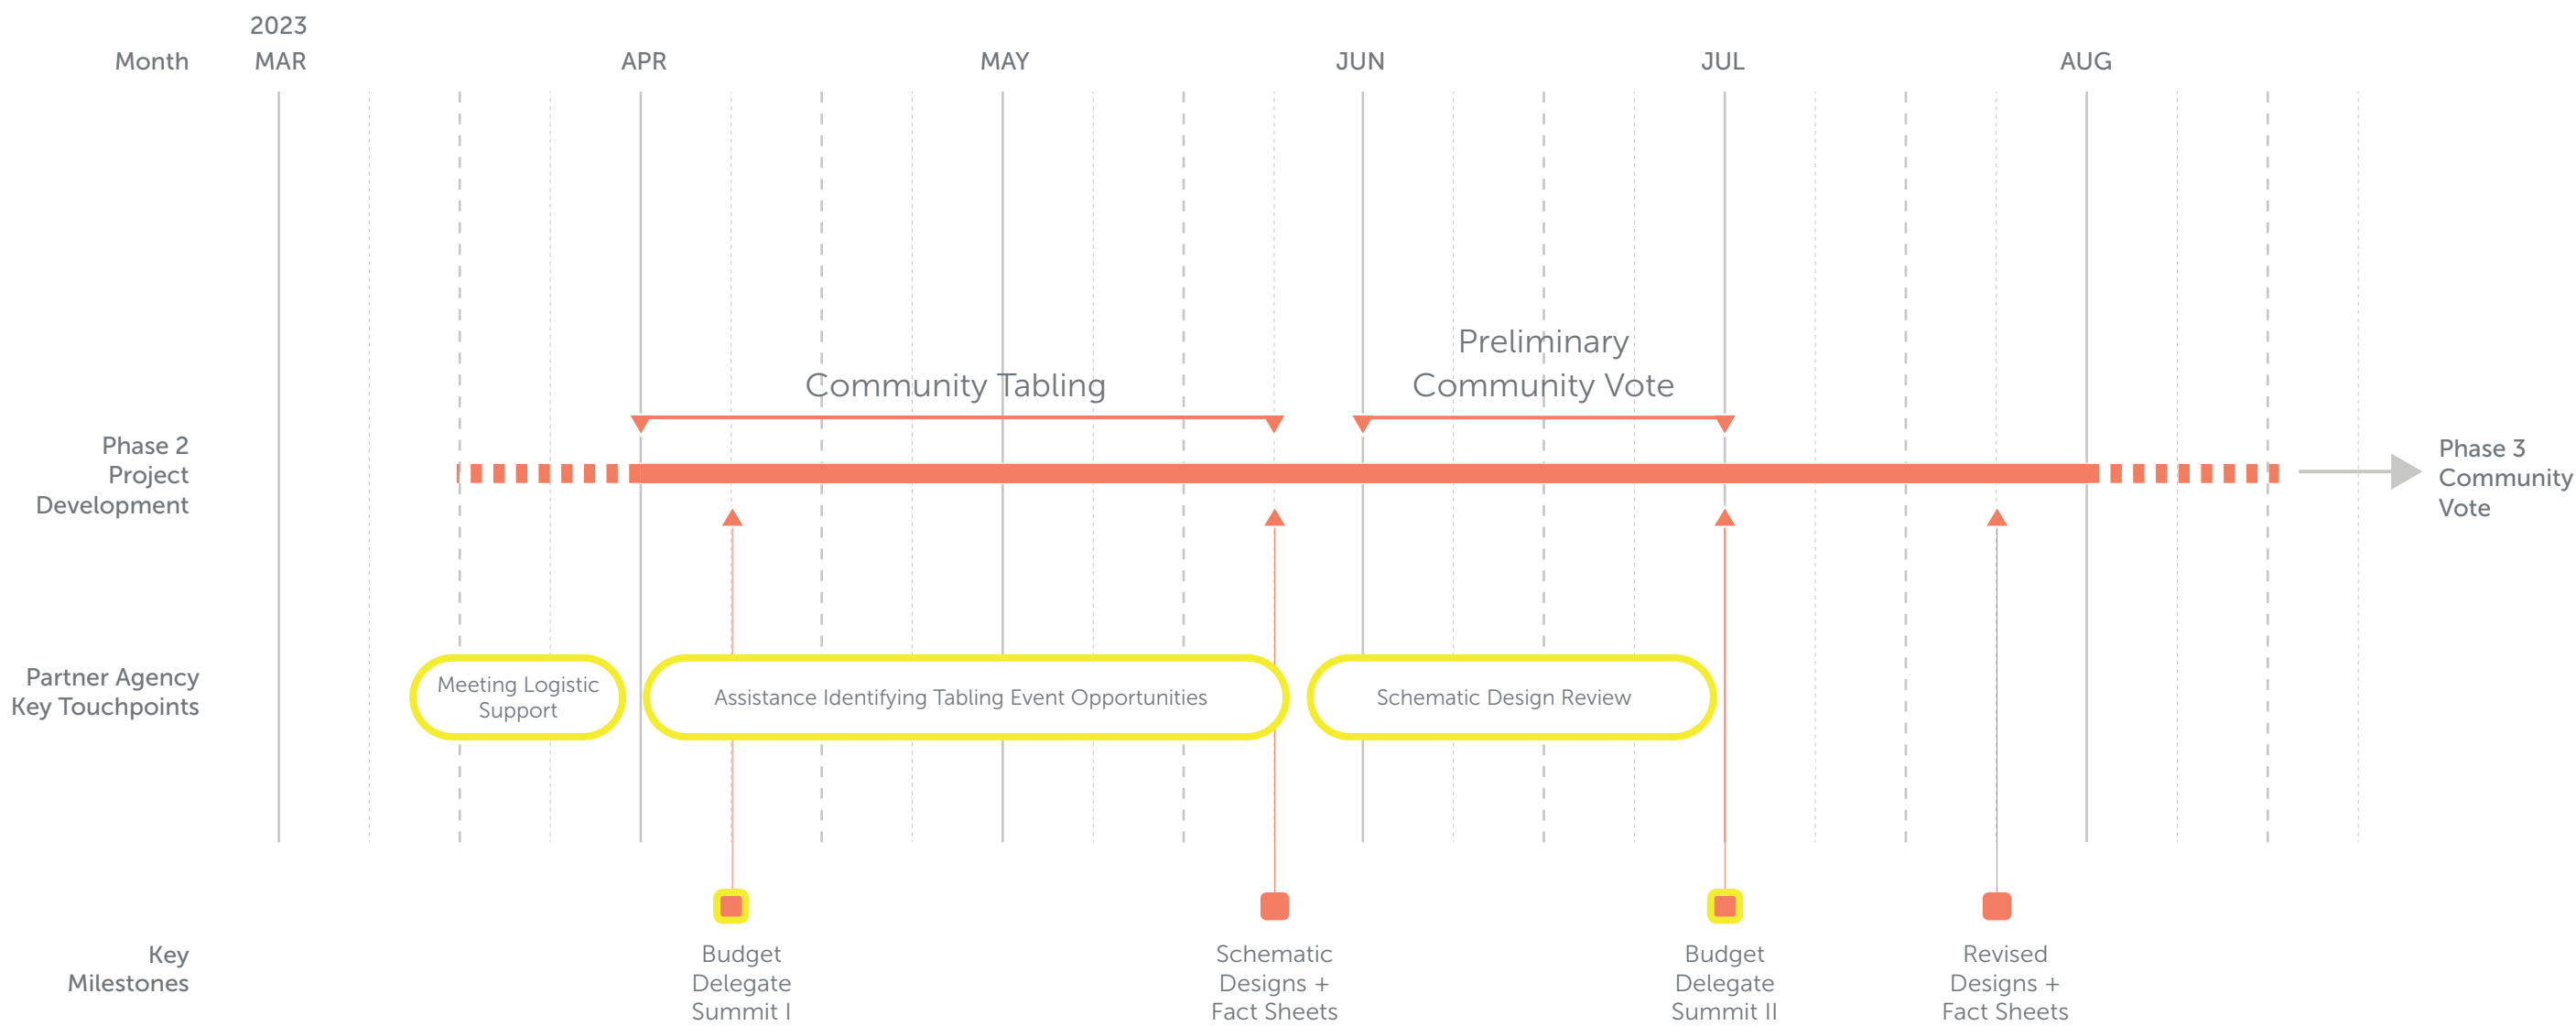 2023
Month
MAR
APR
MAY
JUN
JUL
AUG
Preliminary
Community Vote
Community Tabling
Phase 2
Project
Development
Phase 3
Community
Vote
Partner Agency
Key Touchpoints
Meeting Logistic
Support
Assistance Identifying Tabling Event Opportunities
Schematic Design Review
Key
Milestones
Budget
Delegate
Summit I
Schematic
Designs +
Fact Sheets
Budget
Delegate
Summit II
Revised
Designs +
Fact Sheets